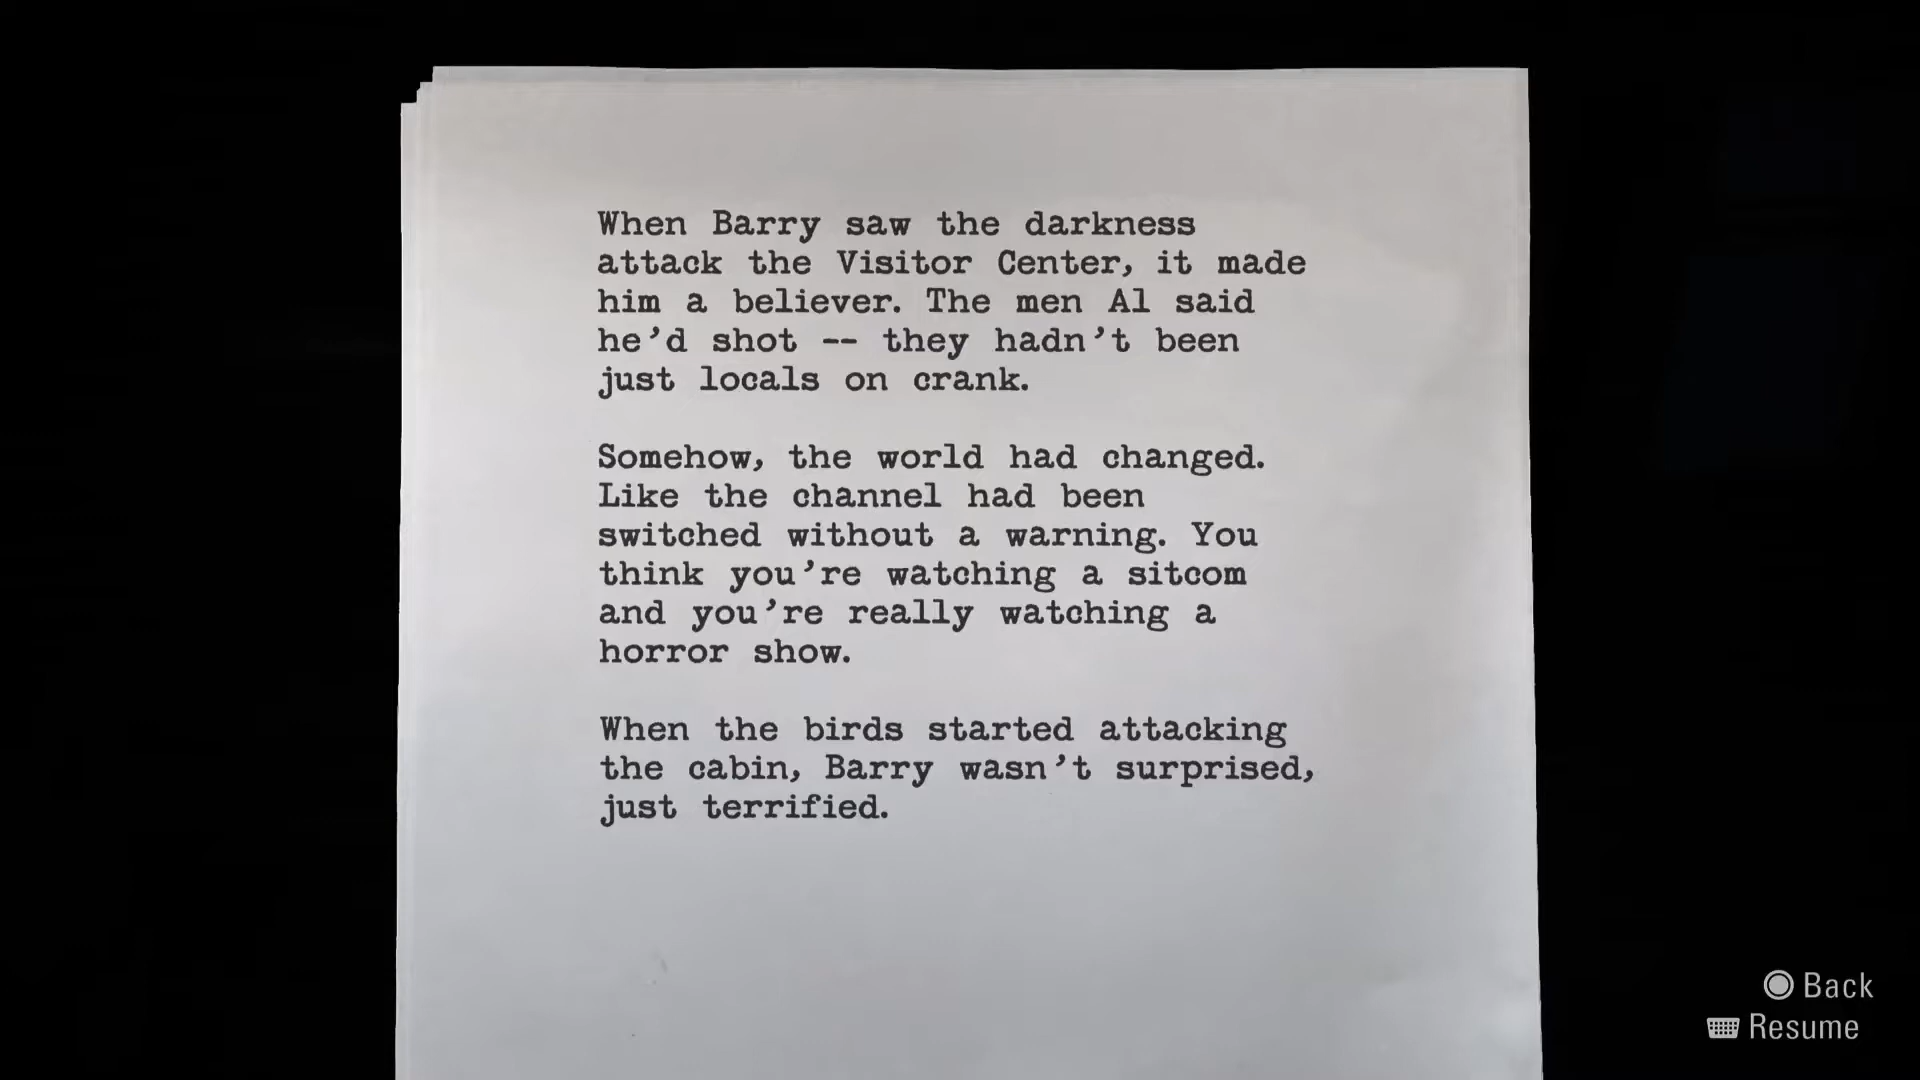 When Barry saw the darkness
attack the Visitor Center, it made
him a believer. The men Al said
he’d shot -- they hadn’t been
just locals on crank.
Somehow, the world had changed.
Like the channel had been
switched without a warning. You
think you’re watching a sitcom
and you’re really watching a
horror show.
When the birds started attacking
the cabin, Barry wasn’t surprised,
just terrified.
Back
Resume